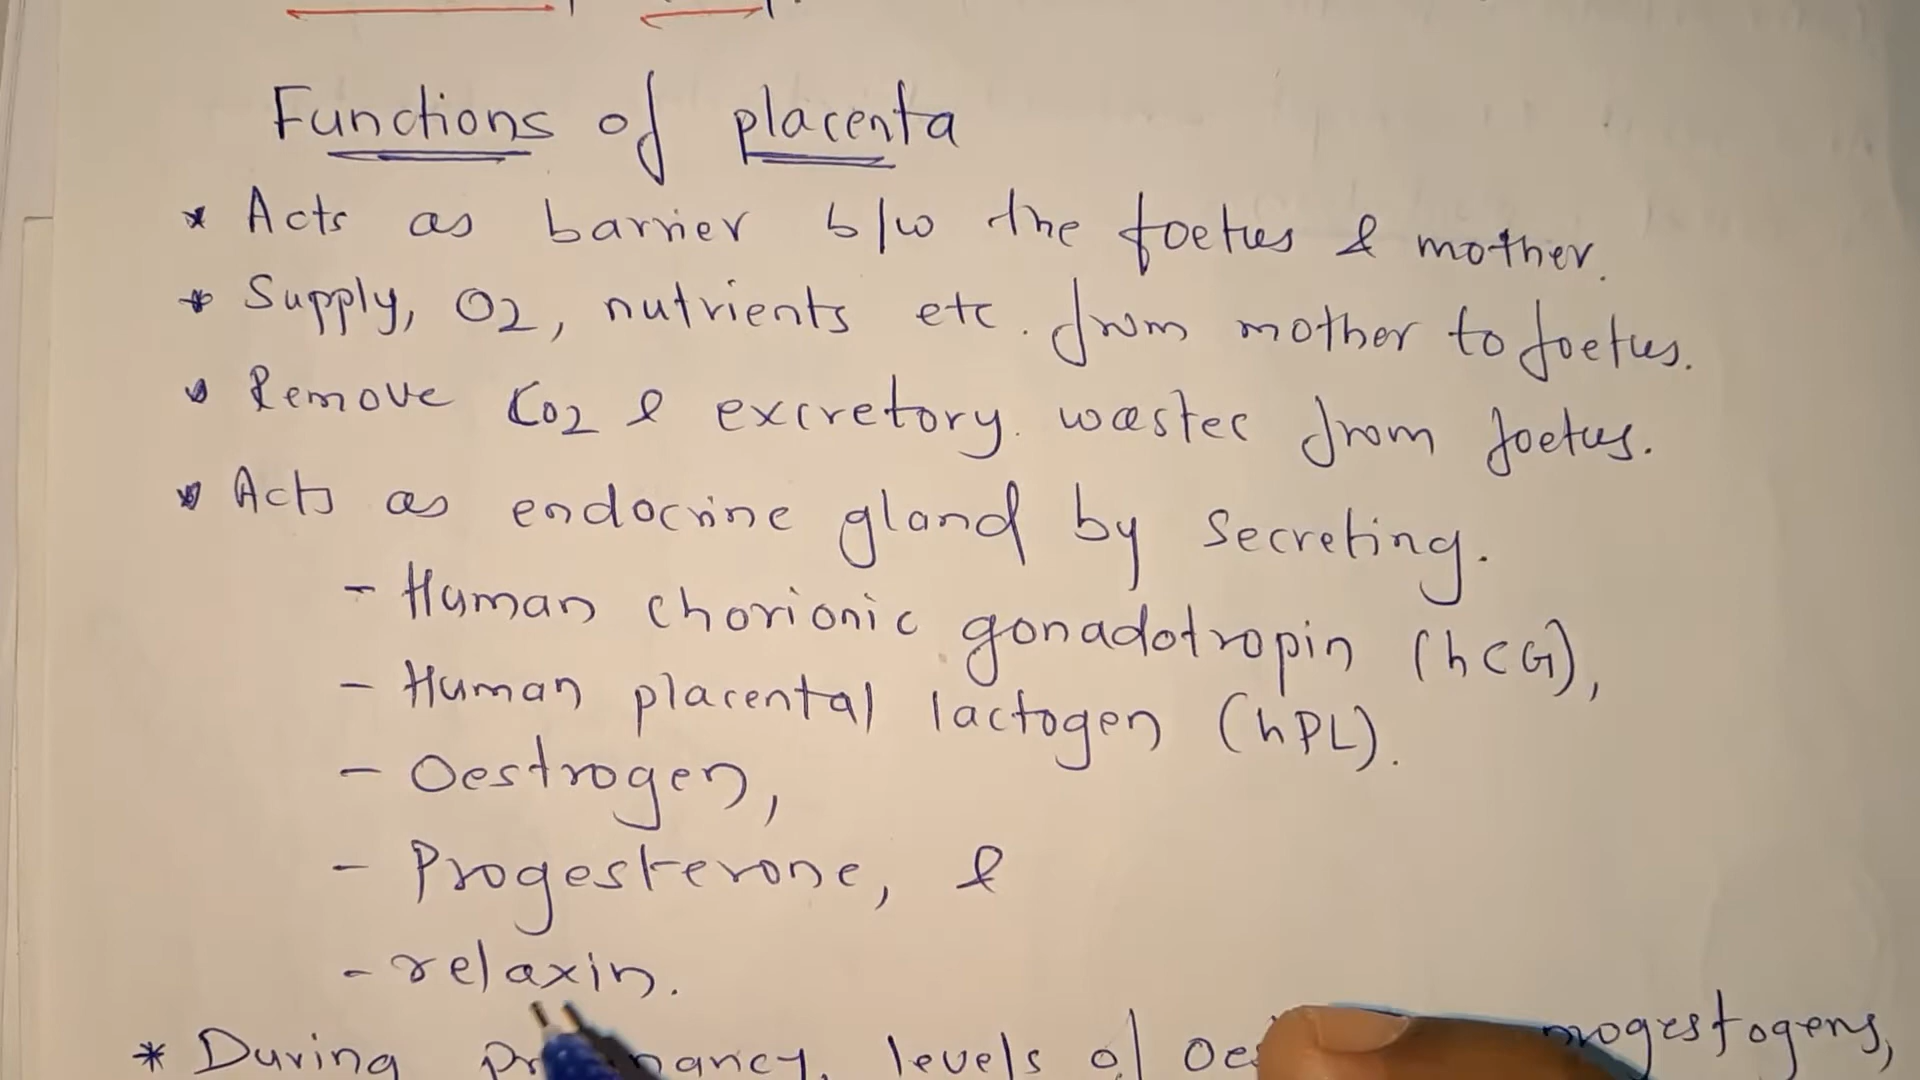 Functions of placenta
* Acts as barrier b/w the foetus & mother.
* Supply, O2, nutrients etc. from mother to foetus.
* Remove CO2 & excretory wastes from foetus.
* Acts as endocrine gland by secreting.
- Human chorionic gonadotropin (hCG),
- Human placental lactogen (hPL).
- Oestrogen,
- Progesterone, &
- relaxin.
* During levels of progestogens,